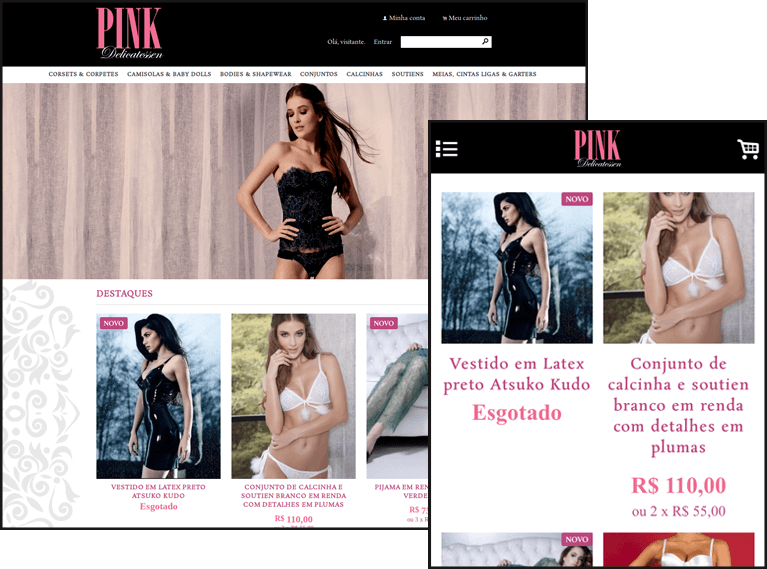 PINK
Delicatessen
Minha conta
Meu carrinho
Olá, visitante.
Entrar
CORSETS & CORPETES
CAMISOLAS & BABY DOLLS
BODIES & SHAPEWEAR
CONJUNTOS
CALCINHAS
SOUTIENS
MEIAS, CINTAS LIGAS & GARTERS
DESTAQUES
NOVO
VESTIDO EM LATEX PRETO
ATSUKO KUDO
Esgotado
CONJUNTO DE CALCINHA E
SOUTIEN BRANCO EM RENDA
COM DETALHES EM PLUMAS
R$ 110,00
NOVO
PIJAMA EM REN
VERDE
R$ 7
ou 3 x R
PINK
Delicatessen
NOVO
Vestido em Latex
preto Atsuko Kudo
Esgotado
Conjunto de
calcinha e soutien
branco em renda
com detalhes em
plumas
R$ 110,00
ou 2 x R$ 55,00
NOVO